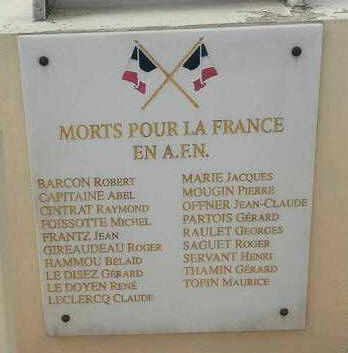 MORTS POUR LA FRANCE
EN A.F.N.
BARCON ROBERT
CAPITAINE ABEL
CINTRAT RAYMOND
FOISSOTTE MICHEL
FRANTZ JEAN
GIREAUDEAU ROGER
HAMMOU BELAID
LE DISEZ GÉRARD
LE DOYEN RENÉ
LECLERCQ CLAUDE
MARIE JACQUES
MOUGIN PIERRE
OFFNER JEAN-CLAUDE
PARTOIS GÉRARD
RAULET GEORGES
SAGUET ROGER
SERVANT HENRI
THAMIN GÉRARD
TOPIN MAURICE